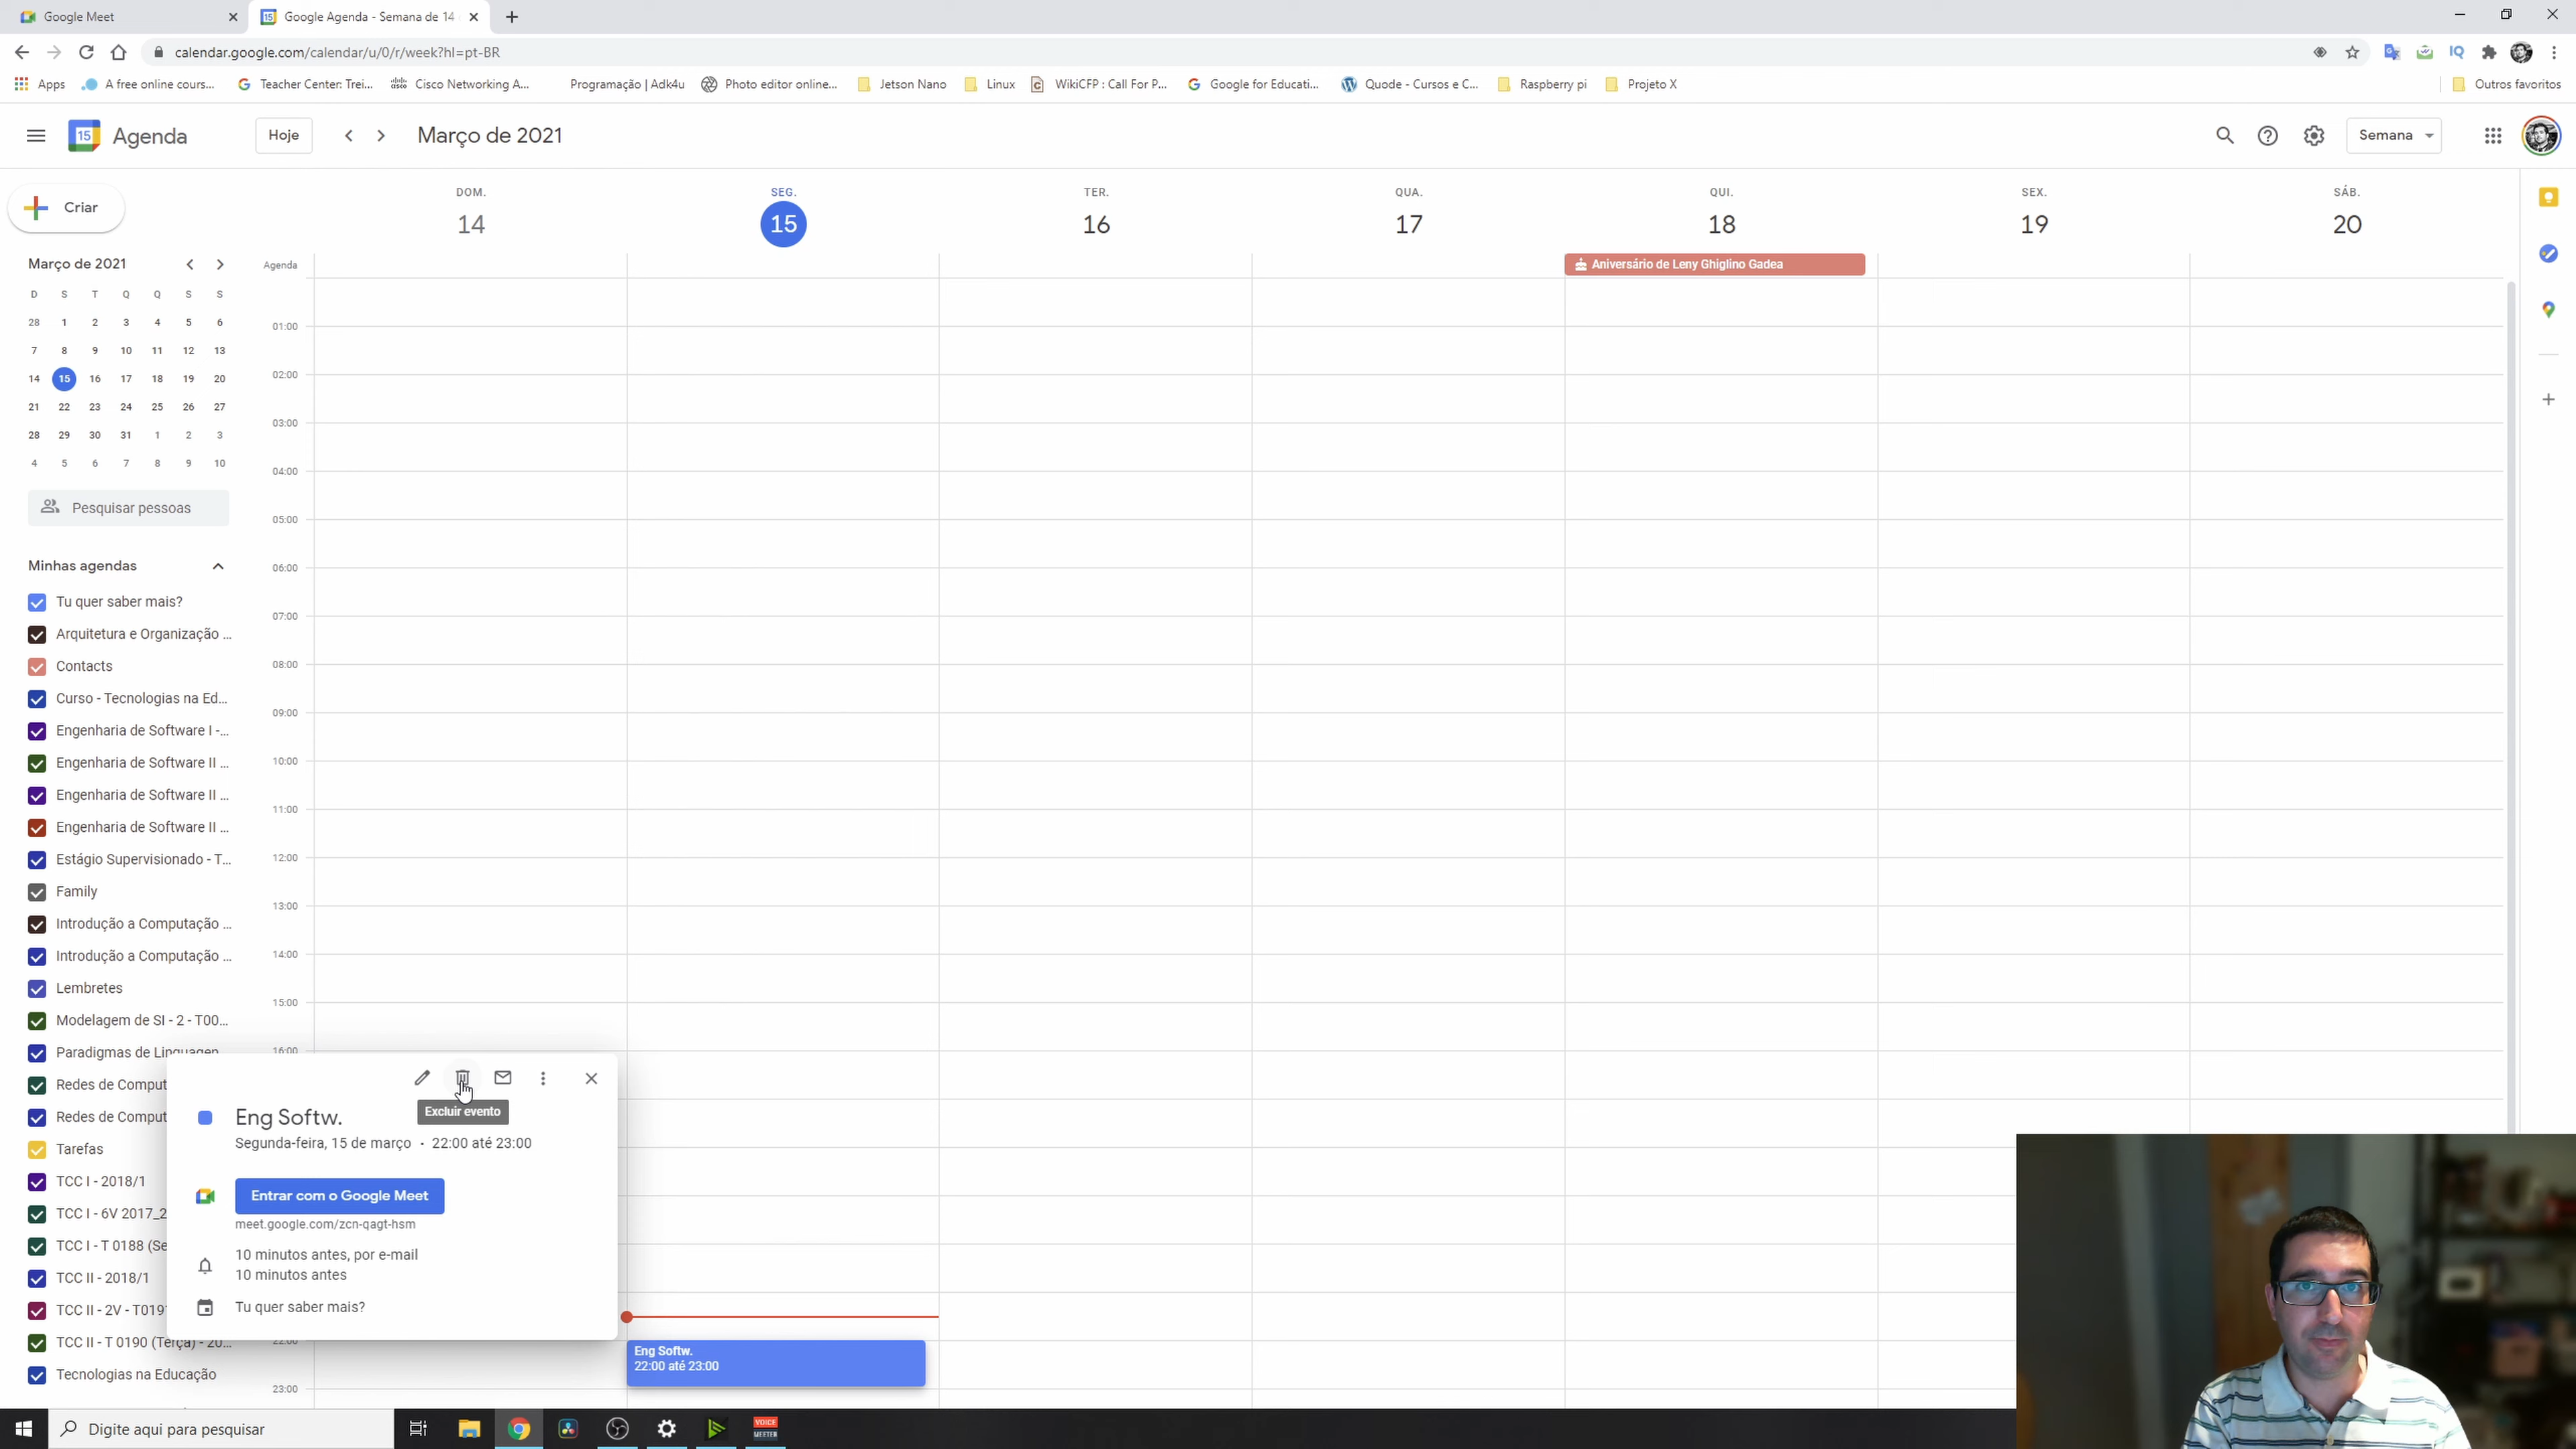 Google Meet
Google Agenda - Semana de 14
calendar.google.com/calendar/u/0/r/week?hl=pt-BR
Apps
A free online cours...
Teacher Center: Trei...
Cisco Networking A...
Programação | Adk4u
Photo editor online...
Jetson Nano
Linux
WikiCFP : Call For P...
Google for Educati...
Quode - Cursos e C...
Raspberry pi
Projeto X
Outros favoritos
15
Agenda
Hoje
Março de 2021
Semana
Criar
DOM. SEG. TER. QUA. QUI. SEX. SÁB.
14 15 16 17 18 19 20
Agenda
Aniversário de Leny Ghiglino Gadea
Março de 2021
D S T Q Q S S
28 1 2 3 4 5 6
7 8 9 10 11 12 13
14 15 16 17 18 19 20
21 22 23 24 25 26 27
28 29 30 31 1 2 3
4 5 6 7 8 9 10
Pesquisar pessoas
Minhas agendas
Tu quer saber mais?
Arquitetura e Organização ...
Contacts
Curso - Tecnologias na Ed...
Engenharia de Software I -...
Engenharia de Software II ...
Engenharia de Software II ...
Engenharia de Software II ...
Estágio Supervisionado - T...
Family
Introdução a Computação ...
Introdução a Computação ...
Lembretes
Modelagem de SI - 2 - T00...
Paradigmas de Linguagen
Redes de Comput
Redes de Comput
Tarefas
TCC I - 2018/1
TCC I - 6V 2017_2
TCC I - T 0188 (Se
TCC II - 2018/1
TCC II - 2V - T019
TCC II - T 0190 (Terça) - 20...
Tecnologias na Educação
01:00
02:00
03:00
04:00
05:00
06:00
07:00
08:00
09:00
10:00
11:00
12:00
13:00
14:00
15:00
16:00
22:00
23:00
Excluir evento
Eng Softw.
Segunda-feira, 15 de março • 22:00 até 23:00
Entrar com o Google Meet
meet.google.com/zcn-qagt-hsm
10 minutos antes, por e-mail
10 minutos antes
Tu quer saber mais?
Eng Softw.
22:00 até 23:00
Digite aqui para pesquisar
VOICE
MEETER
IQ